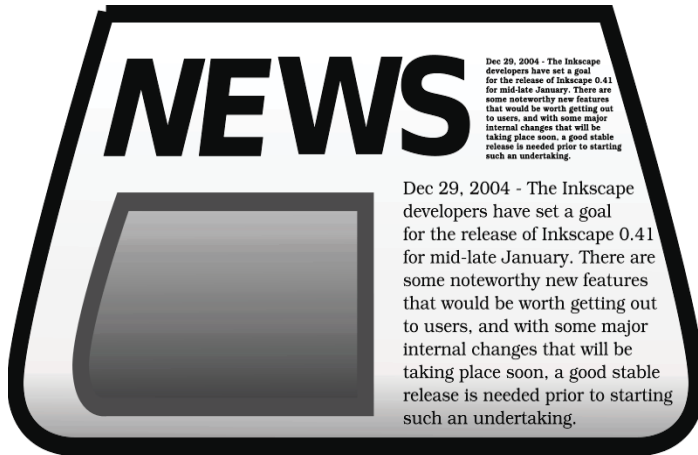 NEWS
Dec 29, 2004 - The Inkscape
developers have set a goal
for the release of Inkscape 0.41
for mid-late January. There are
some noteworthy new features
that would be worth getting out
to users, and with some major
internal changes that will be
taking place soon, a good stable
release is needed prior to starting
such an undertaking.
Dec 29, 2004 - The Inkscape
developers have set a goal
for the release of Inkscape 0.41
for mid-late January. There are
some noteworthy new features
that would be worth getting out
to users, and with some major
internal changes that will be
taking place soon, a good stable
release is needed prior to starting
such an undertaking.